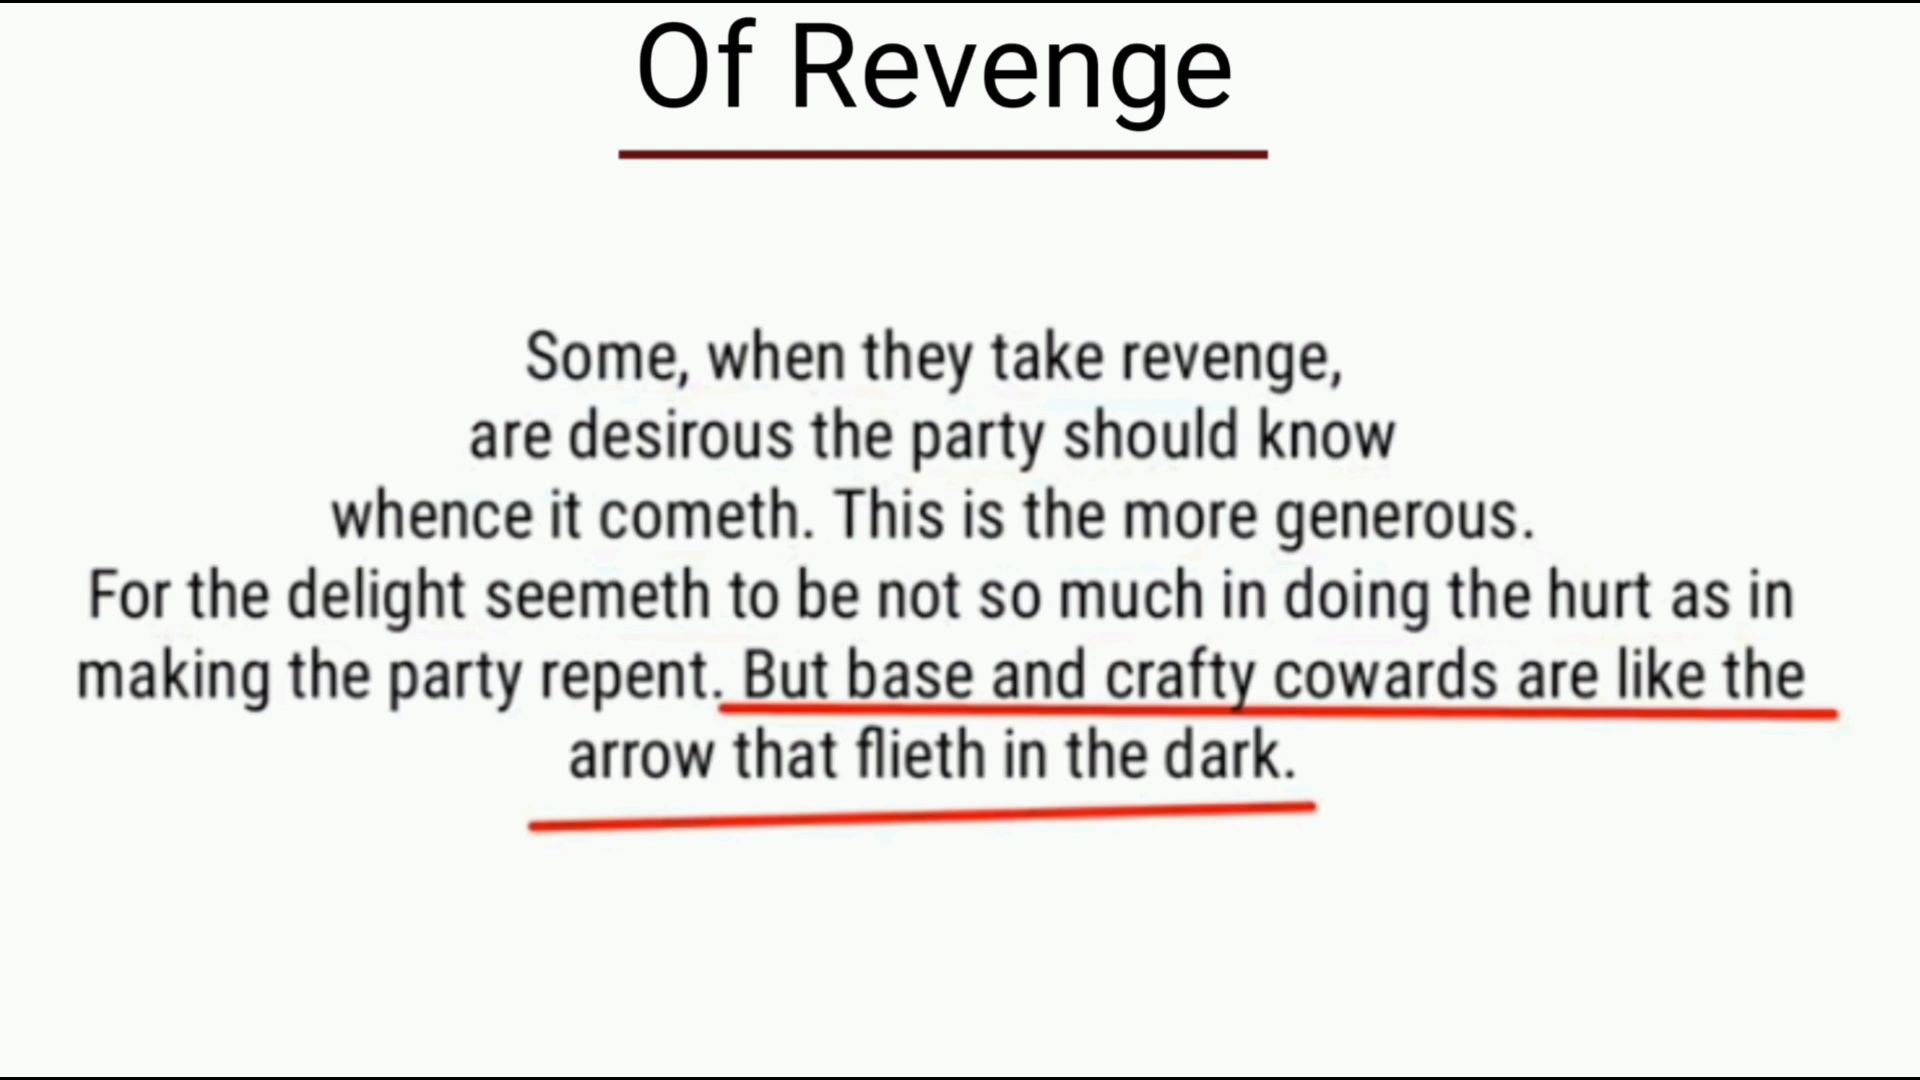 Of Revenge
Some, when they take revenge,
are desirous the party should know
whence it cometh. This is the more generous.
For the delight seemeth to be not so much in doing the hurt as in
making the party repent. But base and crafty cowards are like the
arrow that flieth in the dark.